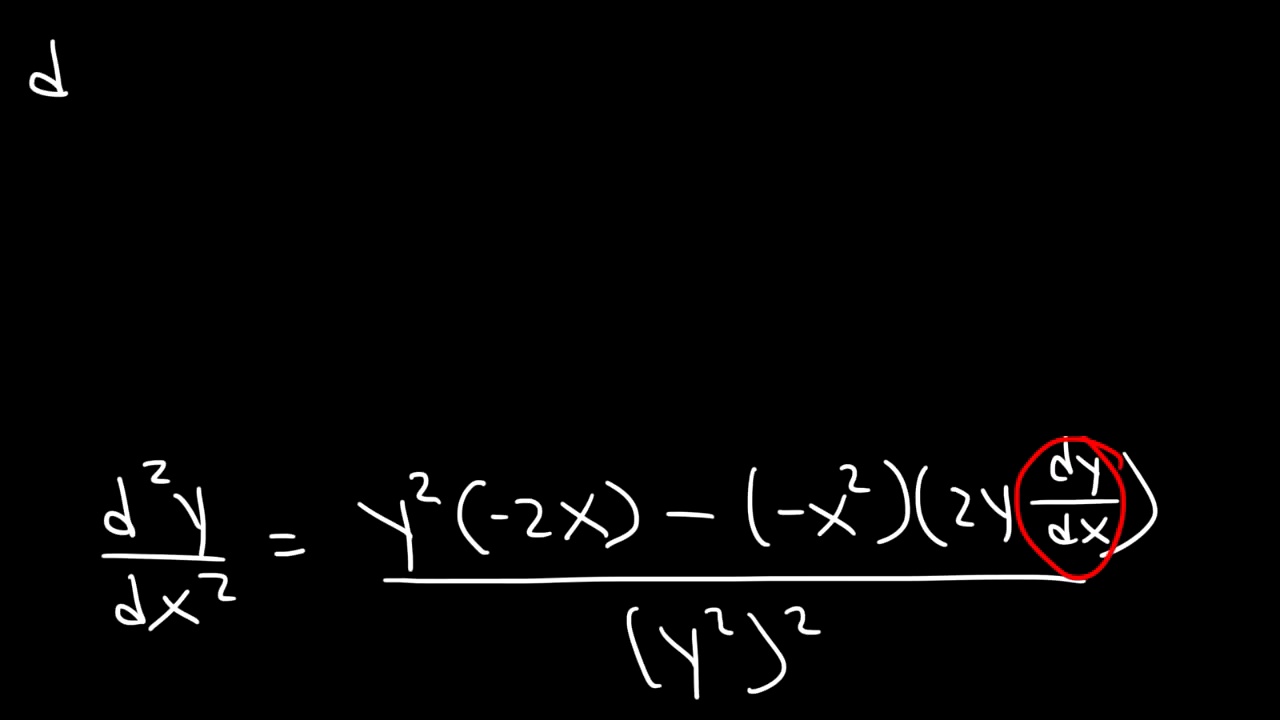 d
d²y/dx² = (y²(-2x) - (-x²)(2y dy/dx))/(y²)²